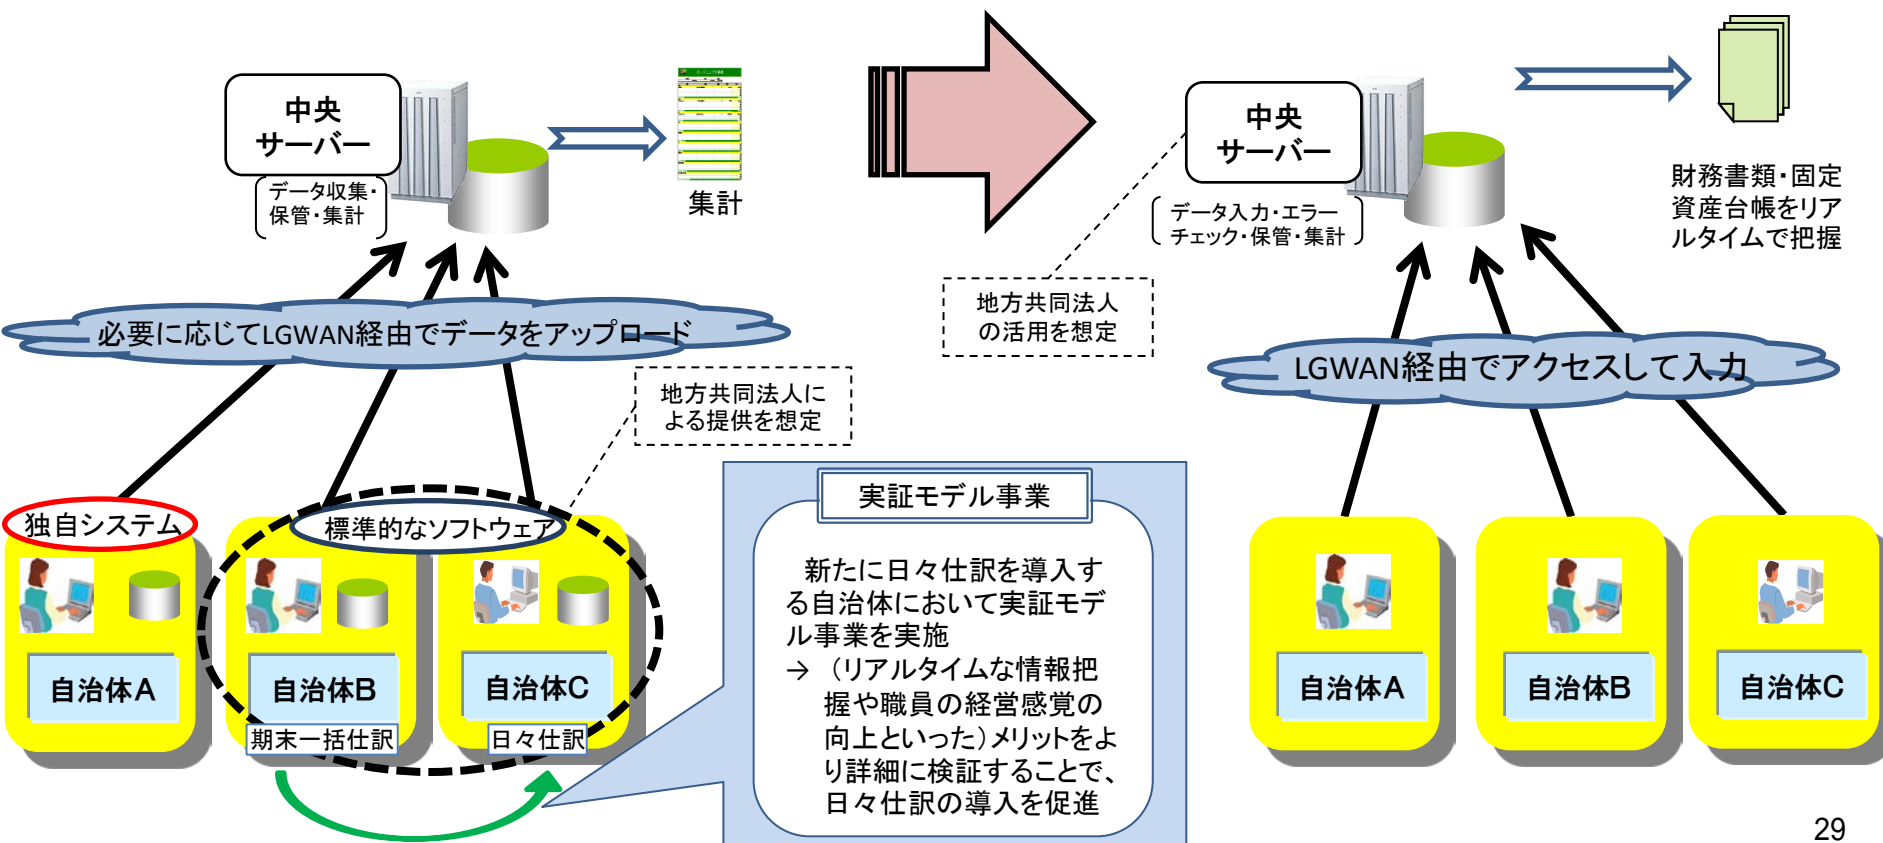 中央
サーバー
データ収集・
保管・集計
集計
必要に応じてLGWAN経由でデータをアップロード
地方共同法人に
よる提供を想定
独自システム
標準的なソフトウェア
自治体A
自治体B
自治体C
期末一括仕訳
日々仕訳
実証モデル事業
新たに日々仕訳を導入す
る自治体において実証モデ
ル事業を実施
→ （リアルタイムな情報把
握や職員の経営感覚の
向上といった）メリットをよ
り詳細に検証することで、
日々仕訳の導入を促進
中央
サーバー
データ入力・エラー
チェック・保管・集計
財務書類・固定
資産台帳をリア
ルタイムで把握
地方共同法人
の活用を想定
LGWAN経由でアクセスして入力
自治体A
自治体B
自治体C
29